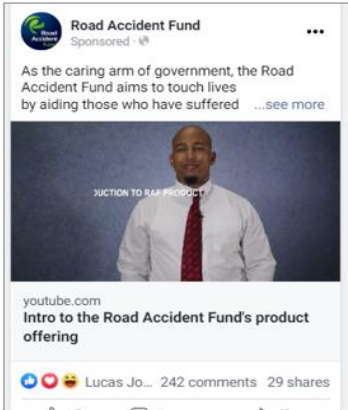 Road Accident Fund
Sponsored
As the caring arm of government, the Road
Accident Fund aims to touch lives
by aiding those who have suffered ...see more
DUCTION TO RAF PRODUCT
youtube.com
Intro to the Road Accident Fund's product
offering
Lucas Jo... 242 comments 29 shares